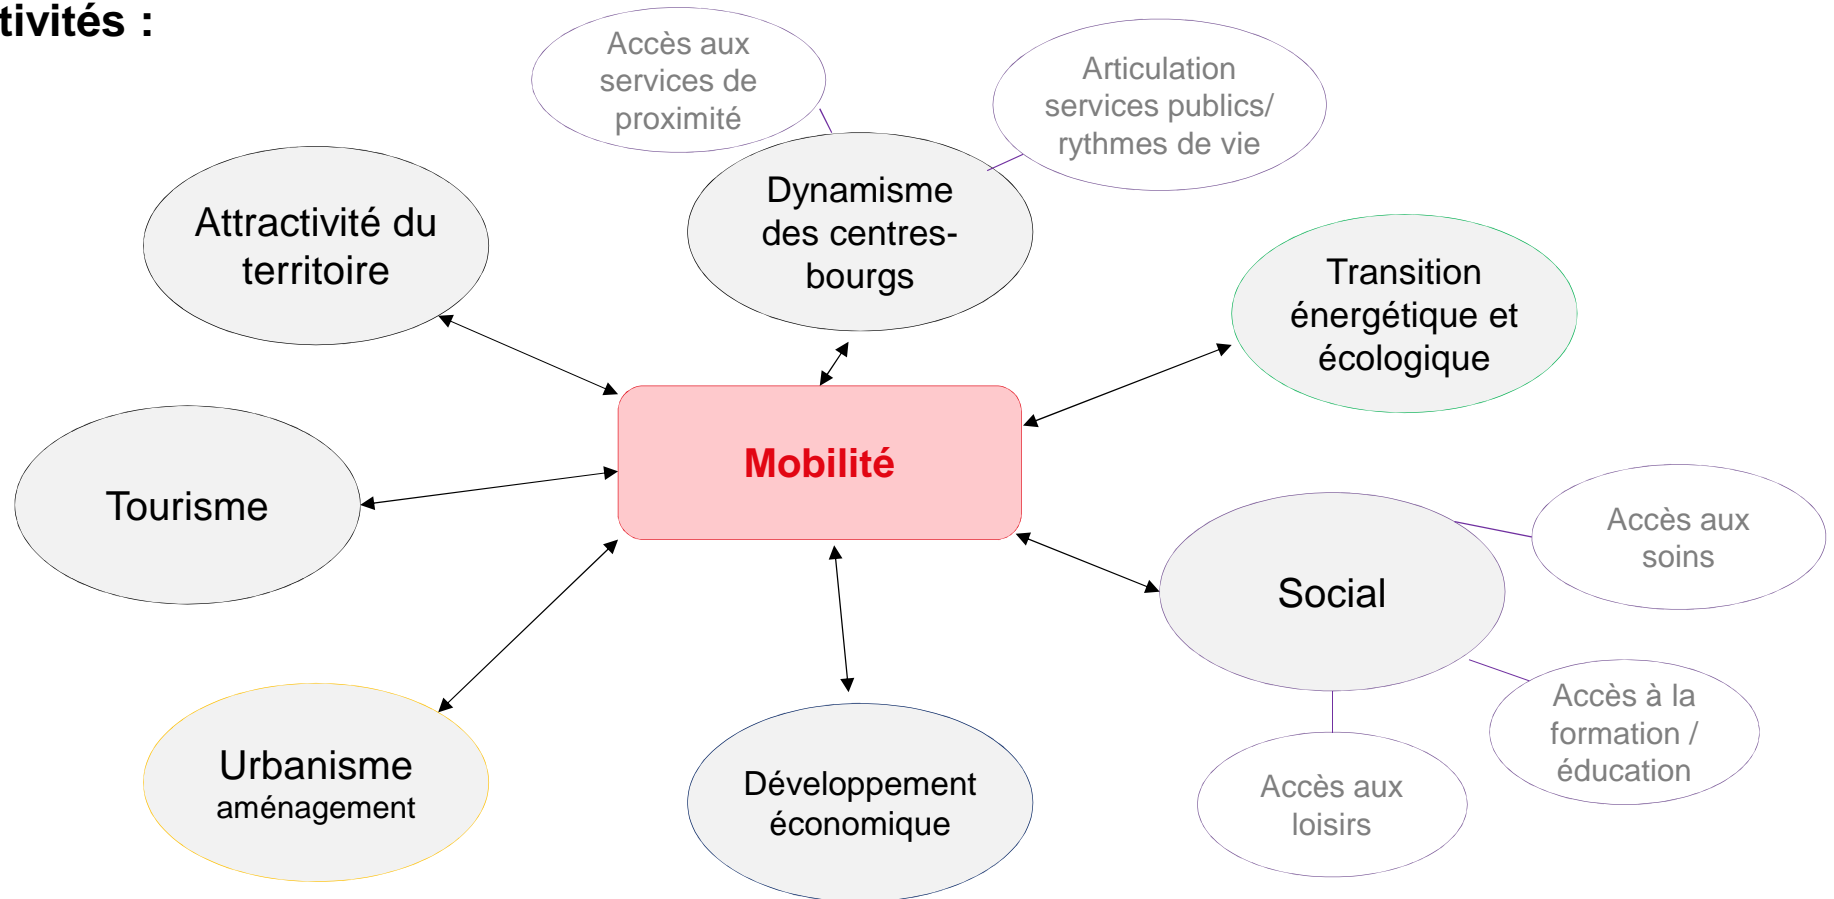 tivités :
Accès aux
services de
proximité
Articulation
services publics/
rythmes de vie
Attractivité du
territoire
Dynamisme
des centres-
bourgs
Transition
énergétique et
écologique
Mobilité
Tourisme
Social
Accès aux
soins
Urbanisme
aménagement
Développement
économique
Accès aux
loisirs
Accès à la
formation /
éducation